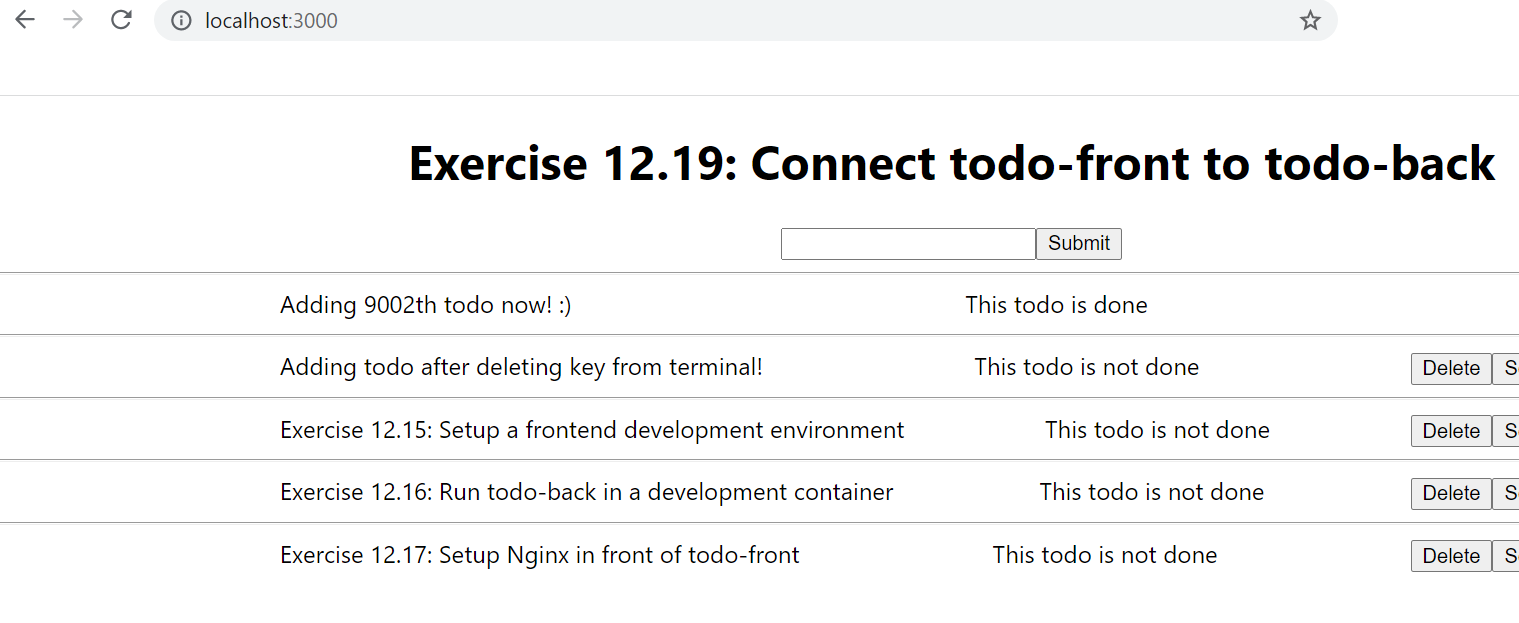 localhost:3000
Exercise 12.19: Connect todo-front to todo-back
Submit
Adding 9002th todo now! :) This todo is done
Adding todo after deleting key from terminal! This todo is not done Delete S
Exercise 12.15: Setup a frontend development environment This todo is not done Delete S
Exercise 12.16: Run todo-back in a development container This todo is not done Delete S
Exercise 12.17: Setup Nginx in front of todo-front This todo is not done Delete S